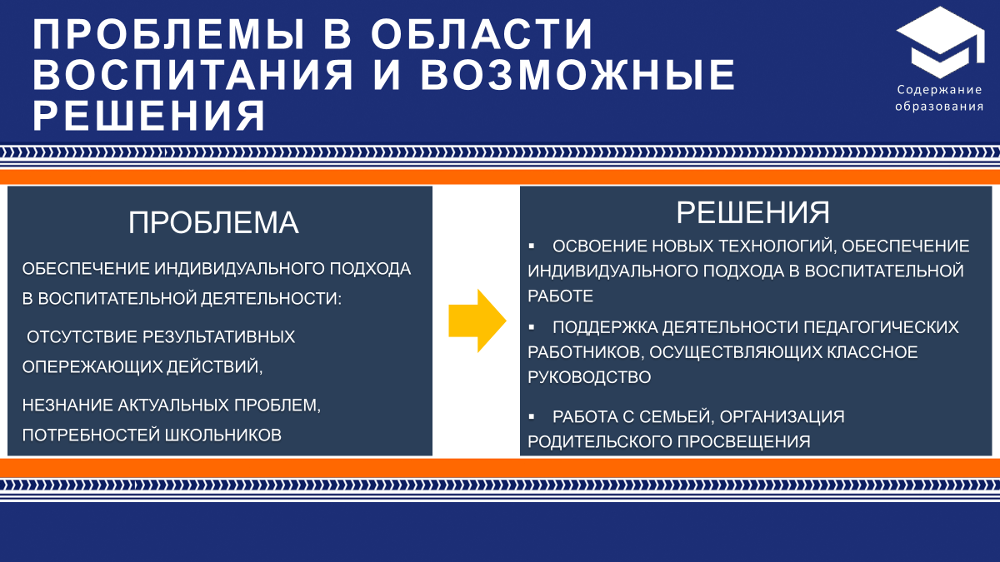 ПРОБЛЕМЫ В ОБЛАСТИ
ВОСПИТАНИЯ И ВОЗМОЖНЫЕ
РЕШЕНИЯ
Содержание
образования
ПРОБЛЕМА
ОБЕСПЕЧЕНИЕ ИНДИВИДУАЛЬНОГО ПОДХОДА
В ВОСПИТАТЕЛЬНОЙ ДЕЯТЕЛЬНОСТИ:
ОТСУТСТВИЕ РЕЗУЛЬТАТИВНЫХ
ОПЕРЕЖАЮЩИХ ДЕЙСТВИЙ,
НЕЗНАНИЕ АКТУАЛЬНЫХ ПРОБЛЕМ,
ПОТРЕБНОСТЕЙ ШКОЛЬНИКОВ
РЕШЕНИЯ
▪ ОСВОЕНИЕ НОВЫХ ТЕХНОЛОГИЙ, ОБЕСПЕЧЕНИЕ
ИНДИВИДУАЛЬНОГО ПОДХОДА В ВОСПИТАТЕЛЬНОЙ
РАБОТЕ
▪ ПОДДЕРЖКА ДЕЯТЕЛЬНОСТИ ПЕДАГОГИЧЕСКИХ
РАБОТНИКОВ, ОСУЩЕСТВЛЯЮЩИХ КЛАССНОЕ
РУКОВОДСТВО
▪ РАБОТА С СЕМЬЕЙ, ОРГАНИЗАЦИЯ
РОДИТЕЛЬСКОГО ПРОСВЕЩЕНИЯ